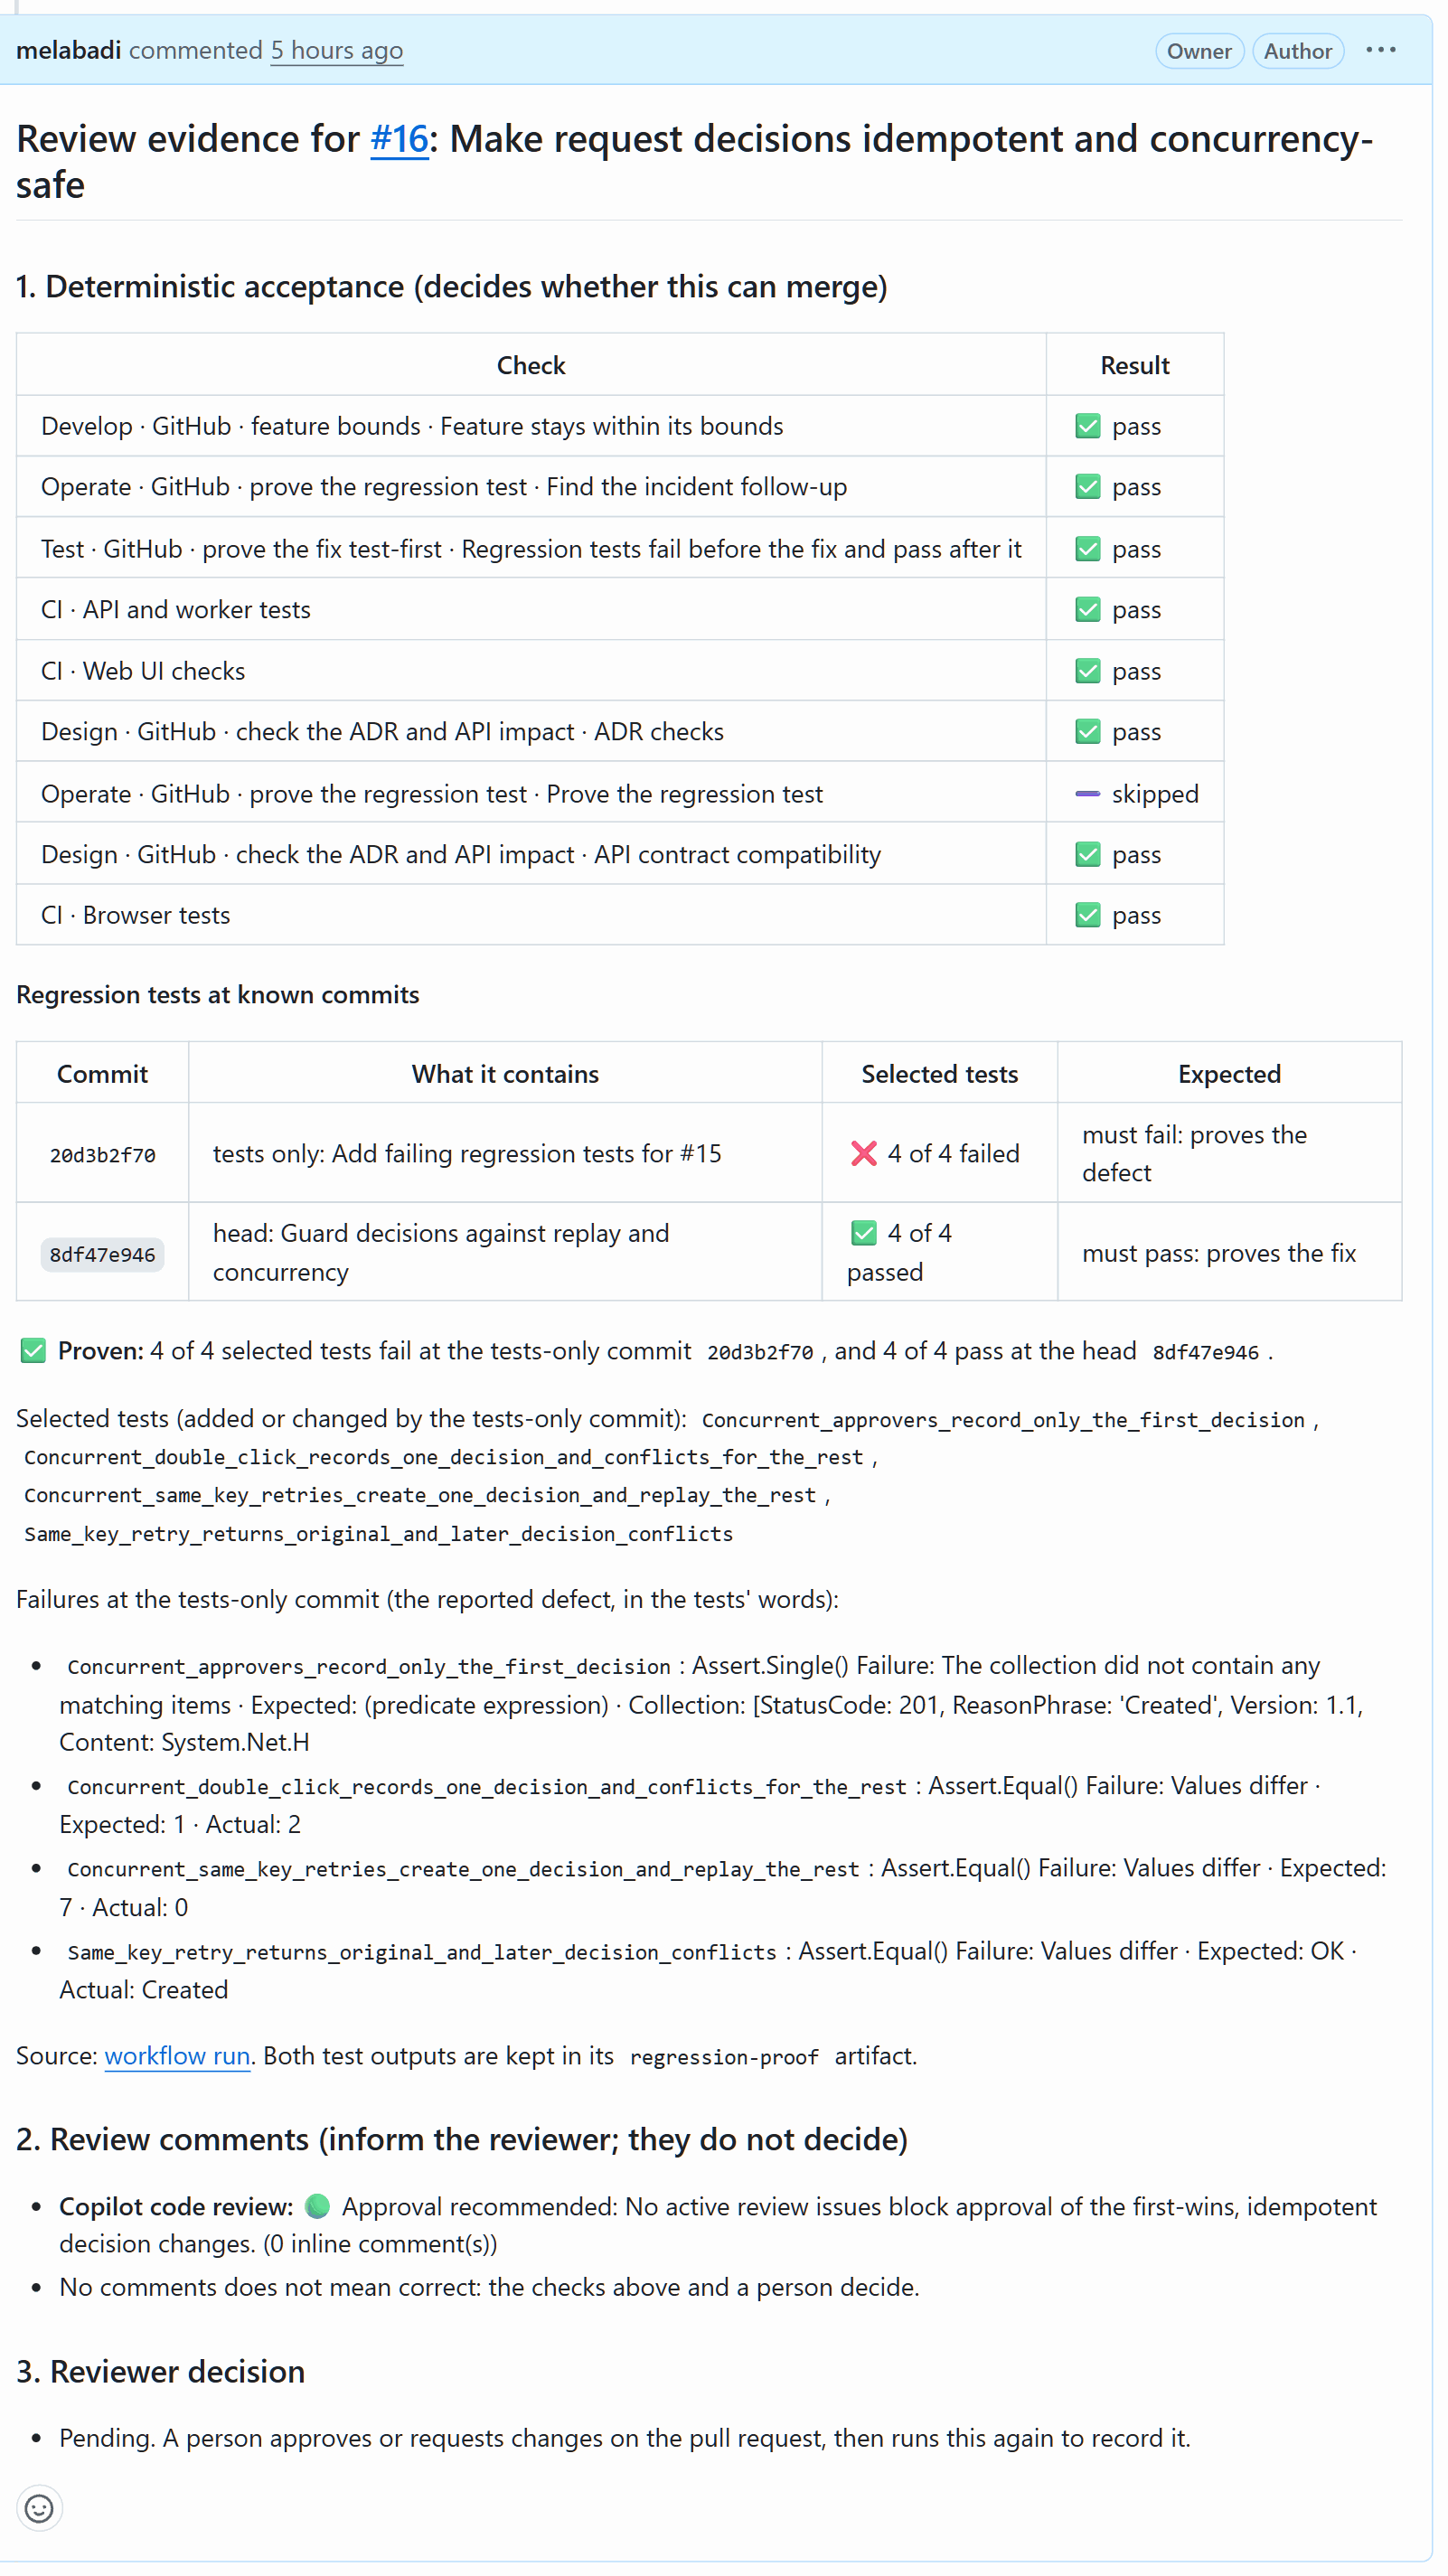 melabadi commented 5 hours ago
Owner Author
Review evidence for #16: Make request decisions idempotent and concurrency-
safe
1. Deterministic acceptance (decides whether this can merge)
Check Result
Develop · GitHub · feature bounds · Feature stays within its bounds ✅ pass
Operate · GitHub · prove the regression test · Find the incident follow-up ✅ pass
Test · GitHub · prove the fix test-first · Regression tests fail before the fix and pass after it ✅ pass
CI · API and worker tests ✅ pass
CI · Web UI checks ✅ pass
Design · GitHub · check the ADR and API impact · ADR checks ✅ pass
Operate · GitHub · prove the regression test · Prove the regression test ➖ skipped
Design · GitHub · check the ADR and API impact · API contract compatibility ✅ pass
CI · Browser tests ✅ pass
Regression tests at known commits
Commit What it contains Selected tests Expected
20d3b2f70 tests only: Add failing regression tests for #15 ❌ 4 of 4 failed must fail: proves the
defect
8df47e946 head: Guard decisions against replay and
concurrency
✅ 4 of 4
passed
must pass: proves the fix
✅ Proven: 4 of 4 selected tests fail at the tests-only commit 20d3b2f70 , and 4 of 4 pass at the head 8df47e946 .
Selected tests (added or changed by the tests-only commit): Concurrent_approvers_record_only_the_first_decision ,
Concurrent_double_click_records_one_decision_and_conflicts_for_the_rest ,
Concurrent_same_key_retries_create_one_decision_and_replay_the_rest ,
Same_key_retry_returns_original_and_later_decision_conflicts
Failures at the tests-only commit (the reported defect, in the tests' words):
• Concurrent_approvers_record_only_the_first_decision : Assert.Single() Failure: The collection did not contain any
matching items · Expected: (predicate expression) · Collection: [StatusCode: 201, ReasonPhrase: 'Created', Version: 1.1,
Content: System.Net.H
• Concurrent_double_click_records_one_decision_and_conflicts_for_the_rest : Assert.Equal() Failure: Values differ ·
Expected: 1 · Actual: 2
• Concurrent_same_key_retries_create_one_decision_and_replay_the_rest : Assert.Equal() Failure: Values differ · Expected:
7 · Actual: 0
• Same_key_retry_returns_original_and_later_decision_conflicts : Assert.Equal() Failure: Values differ · Expected: OK ·
Actual: Created
Source: workflow run. Both test outputs are kept in its regression-proof artifact.
2. Review comments (inform the reviewer; they do not decide)
• Copilot code review: 🟢 Approval recommended: No active review issues block approval of the first-wins, idempotent
decision changes. (0 inline comment(s))
• No comments does not mean correct: the checks above and a person decide.
3. Reviewer decision
• Pending. A person approves or requests changes on the pull request, then runs this again to record it.